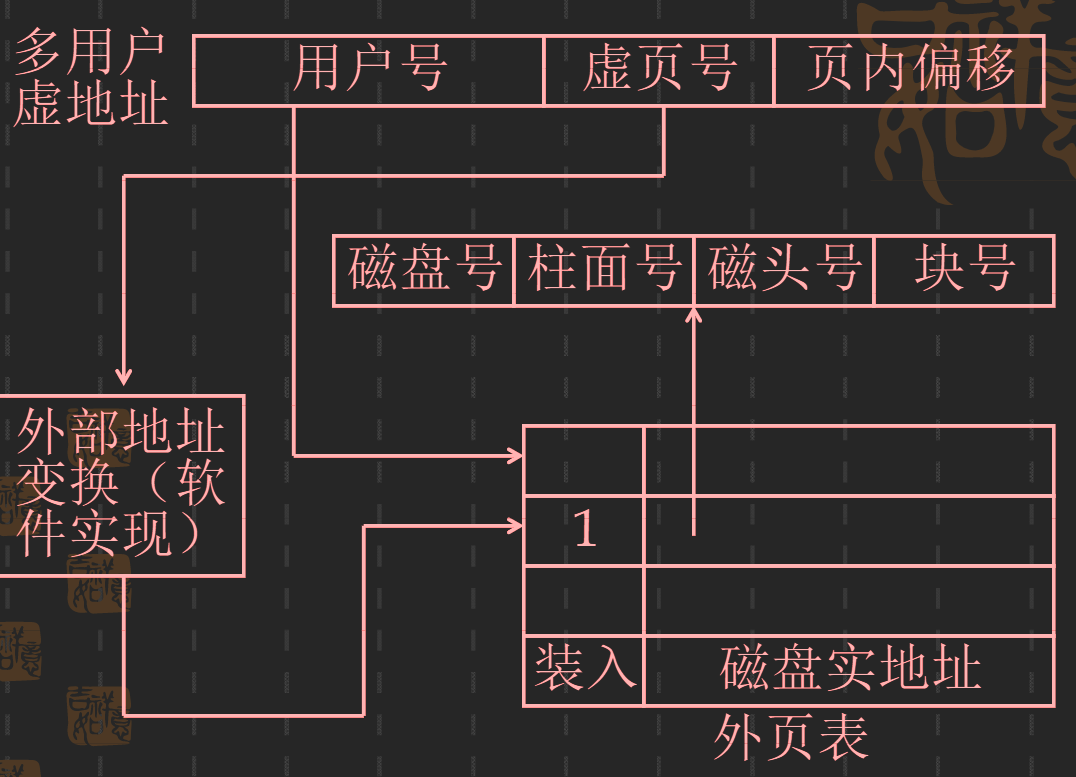 多用户
虚地址
用户号
虚页号
页内偏移
磁盘号
柱面号
磁头号
块号
外部地址
变换（软
件实现）
1
装入
磁盘实地址
外页表